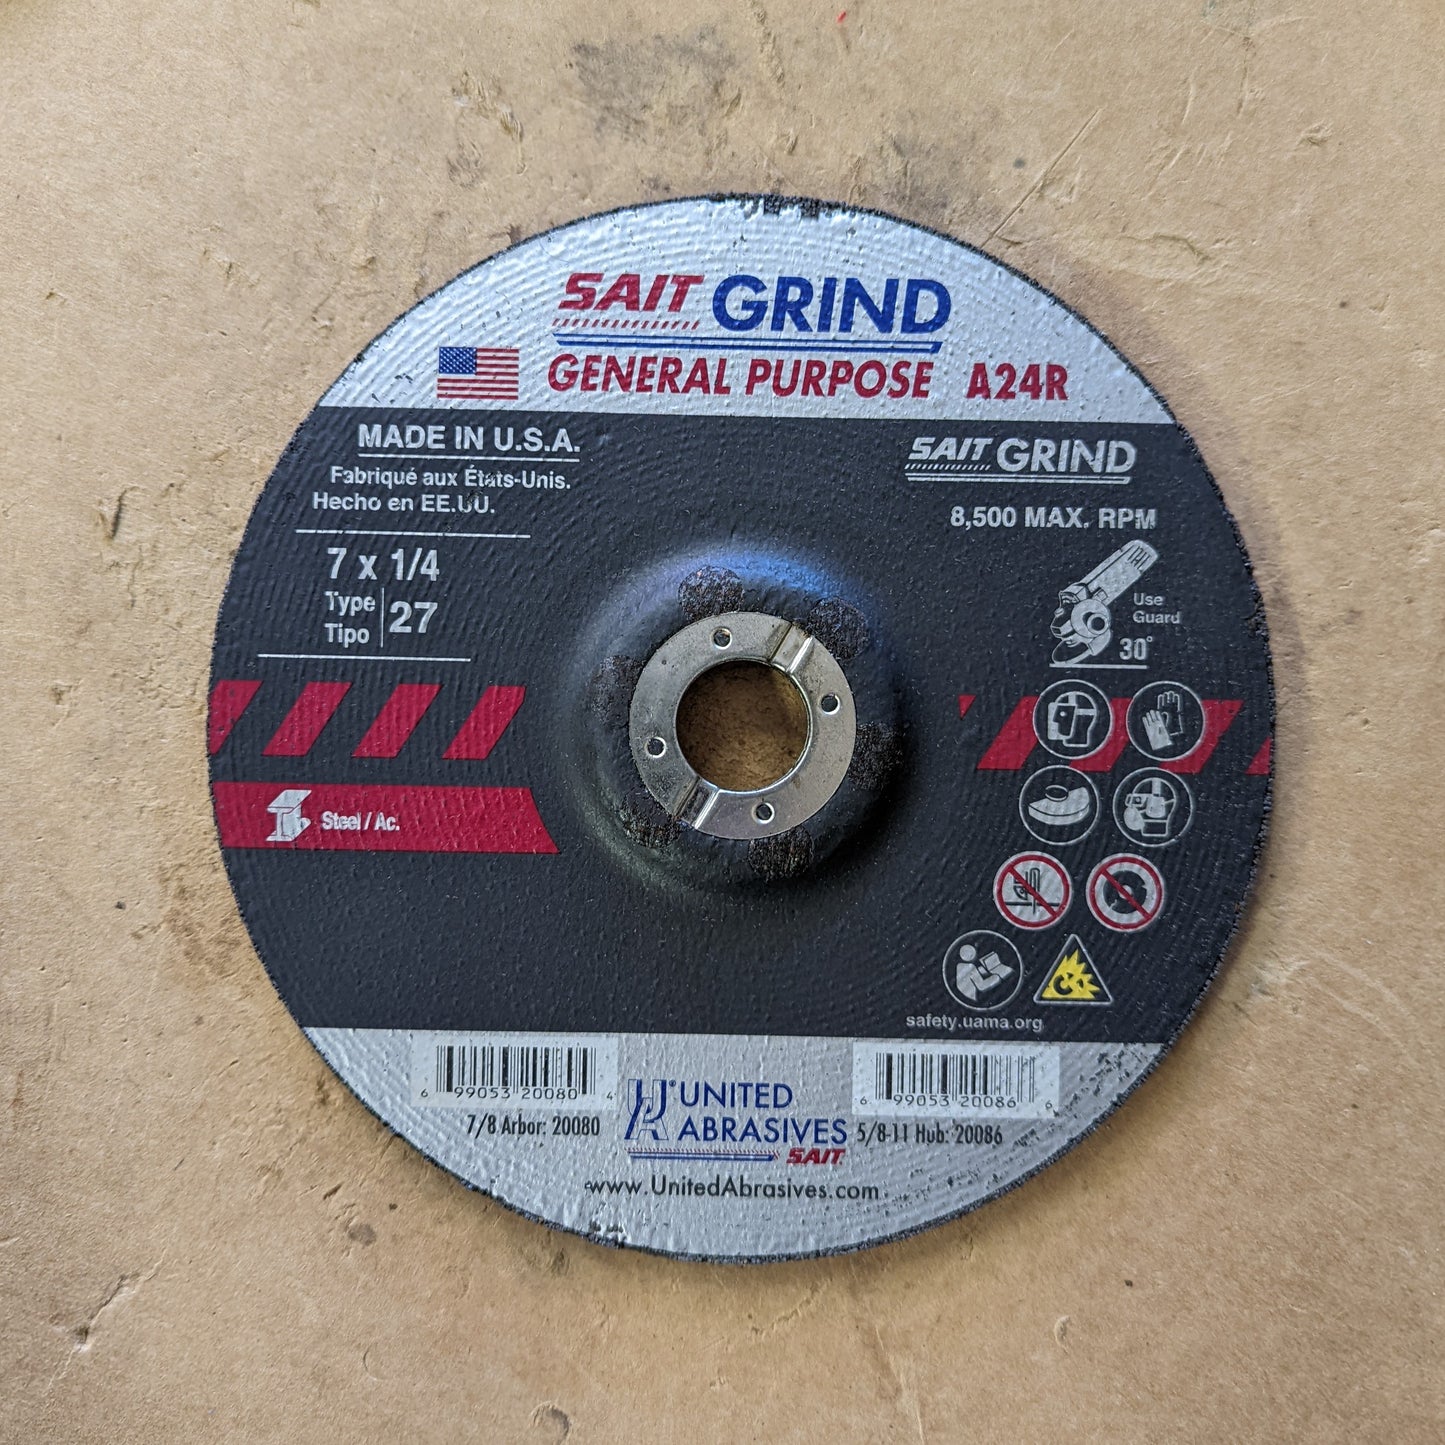 SAIT GRIND
GENERAL PURPOSE A24R
MADE IN U.S.A.
Fabriqué aux États-Unis.
Hecho en EE.UU.
7 x 1/4
Type
Tipo
27
Steel / Ac.
SAIT GRIND
8,500 MAX. RPM
Use
Guard
30°
safety.uama.org
6 99053 20080 4
7/8 Arbor: 20080
UA® UNITED
ABRASIVES
SAIT
6 99053 20086 6
5/8-11 Hub: 20086
www.UnitedAbrasives.com